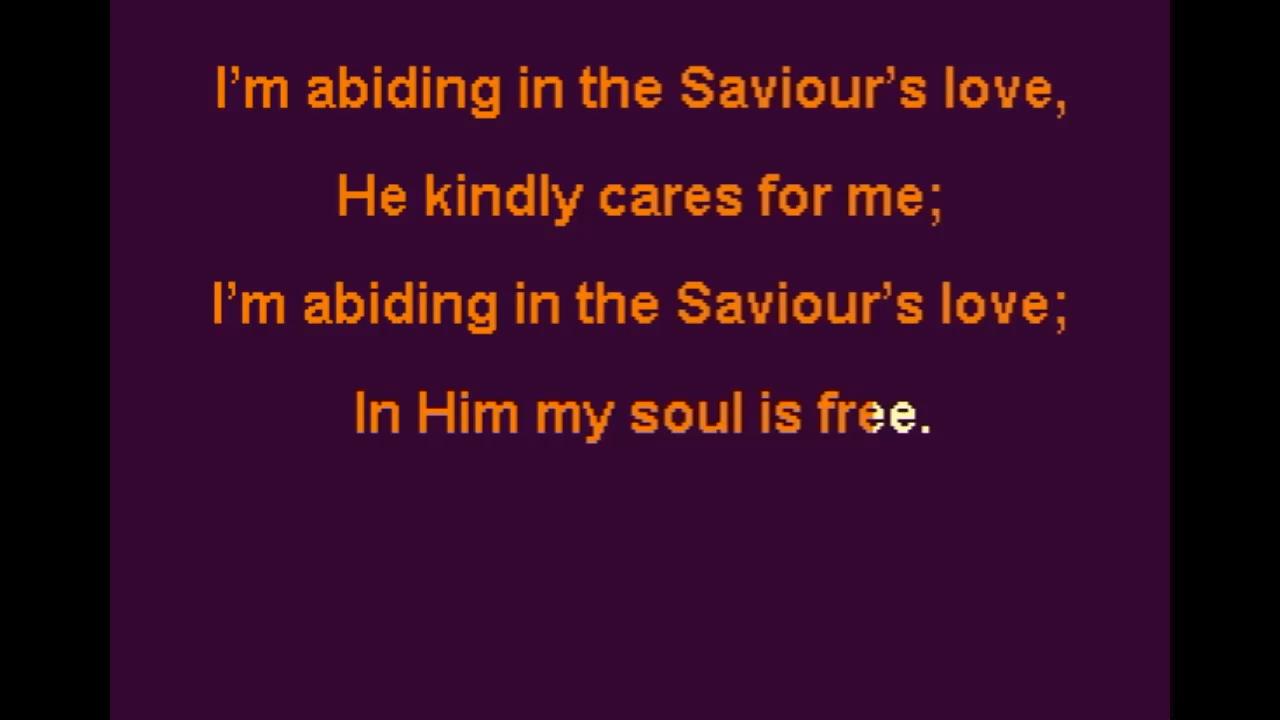 I’m abiding in the Saviour’s love,
He kindly cares for me;
I’m abiding in the Saviour’s love;
In Him my soul is free.